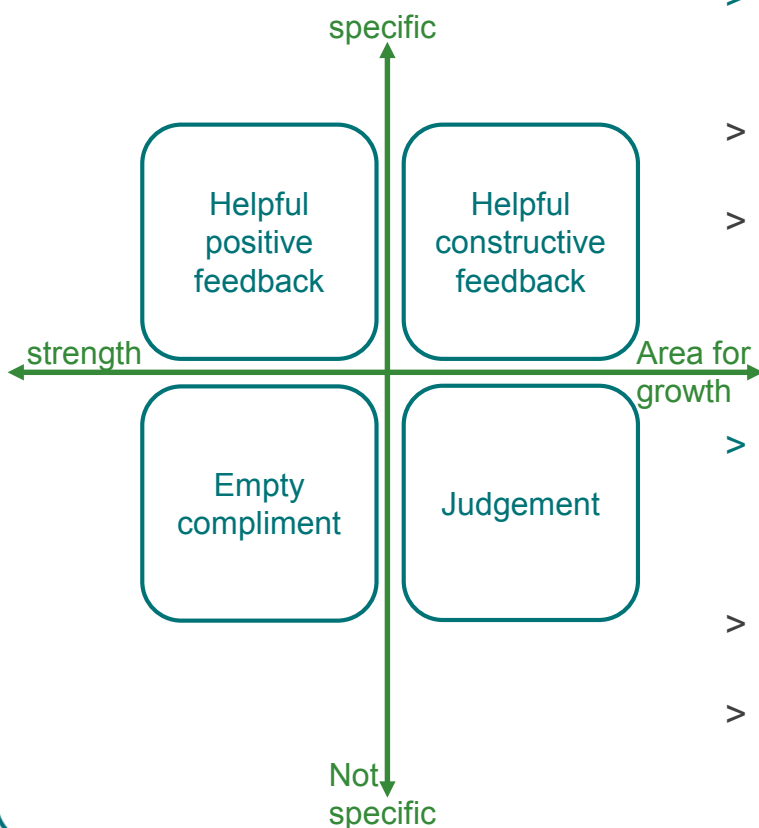 specific
>
>
>
Helpful
positive
feedback
Helpful
constructive
feedback
strength
Area for
growth
>
Empty
compliment
Judgement
>
>
Not
specific